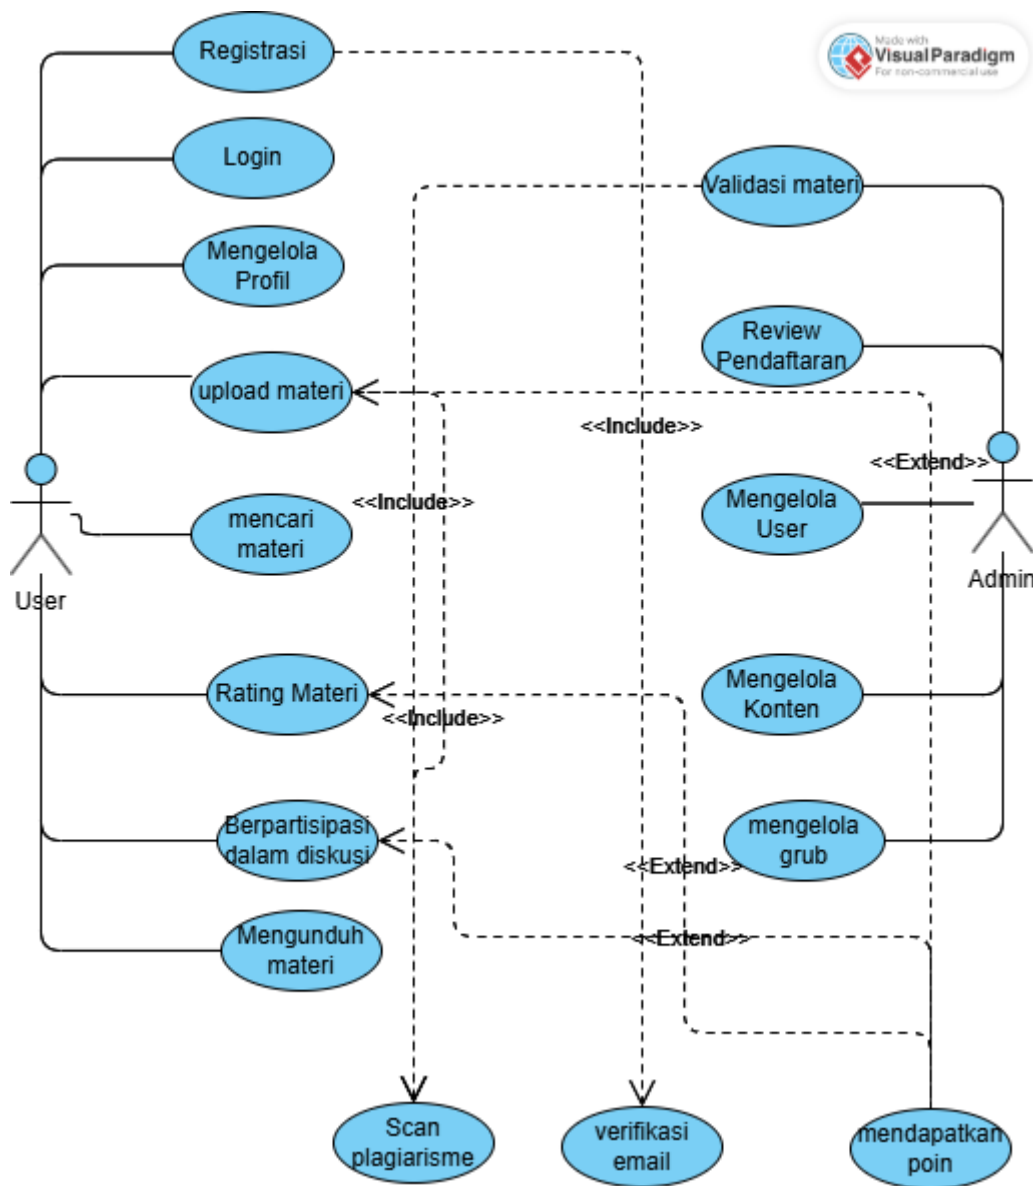 Registrasi
Made with
Visual Paradigm
For non-commercial use
Login
Validasi materi
Mengelola
Profil
Review
Pendaftaran
upload materi
<<Include>>
<<Extend>>
<<Include>>
mencari
materi
Mengelola
User
User
Admin
Rating Materi
<<Include>>
Mengelola
Konten
Berpartisipasi
dalam diskusi
mengelola
grub
<<Extend>>
<<Extend>>
Mengunduh
materi
Scan
plagiarisme
verifikasi
email
mendapatkan
poin